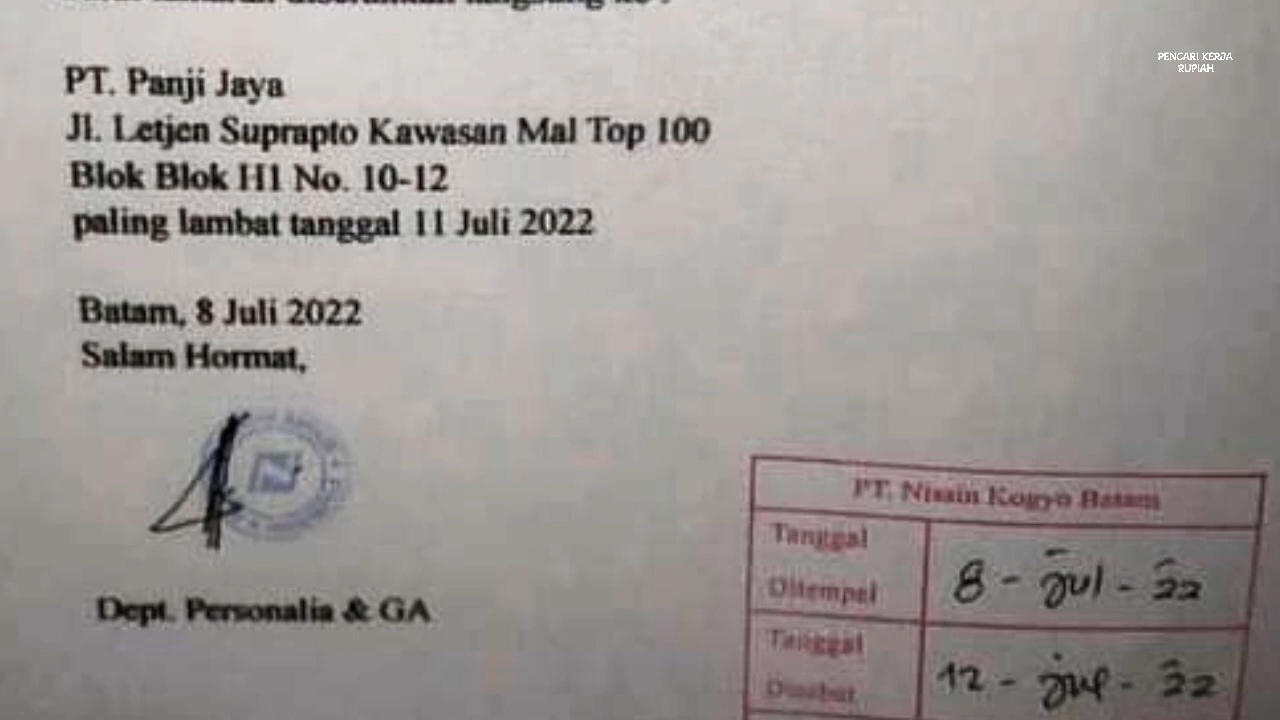 PT. Panji Jaya
Jl. Letjen Suprapto Kawasan Mal Top 100
Blok Blok H1 No. 10-12
paling lambat tanggal 11 Juli 2022
Batam, 8 Juli 2022
Salam Hormat,
Dept. Personalia & GA
PENCARI KERJA
RUPIAH
PT. Nissin Kogyo Batam
Tanggal
Ditempel
8 - Jul - 22
Tanggal
Dicabut
12 - Jul - 22